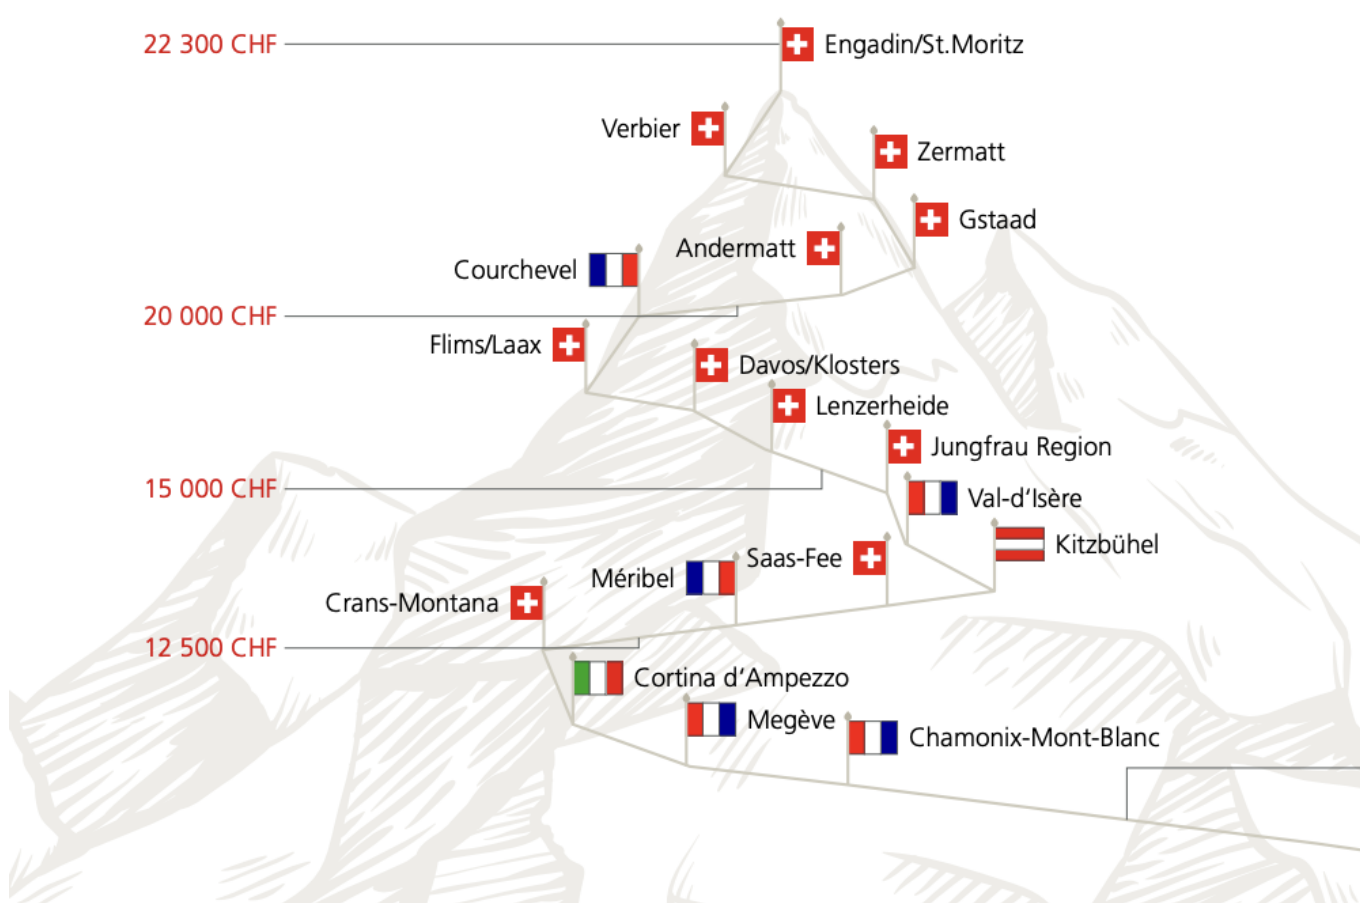 22 300 CHF
Engadin/St.Moritz
Verbier
Zermatt
Gstaad
Andermatt
Courchevel
20 000 CHF
Flims/Laax
Davos/Klosters
Lenzerheide
Jungfrau Region
15 000 CHF
Val-d‘Isère
Kitzbühel
Saas-Fee
Méribel
Crans-Montana
12 500 CHF
Cortina d‘Ampezzo
Megève
Chamonix-Mont-Blanc